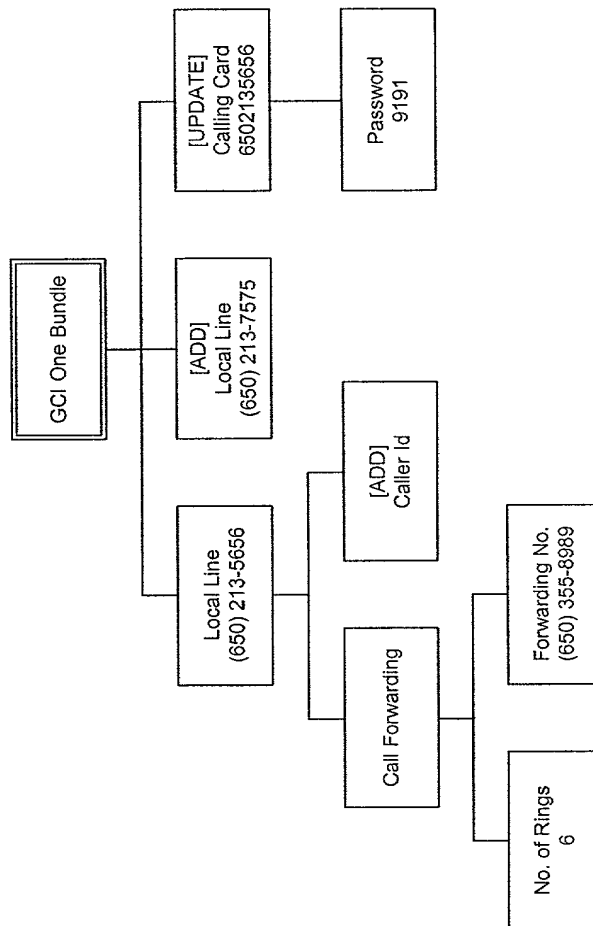 GCI One Bundle
Local Line
(650) 213-5656
[ADD]
Local Line
(650) 213-7575
[UPDATE]
Calling Card
6502135656
Call Forwarding
[ADD]
Caller Id
Password
9191
No. of Rings
6
Forwarding No.
(650) 355-8989